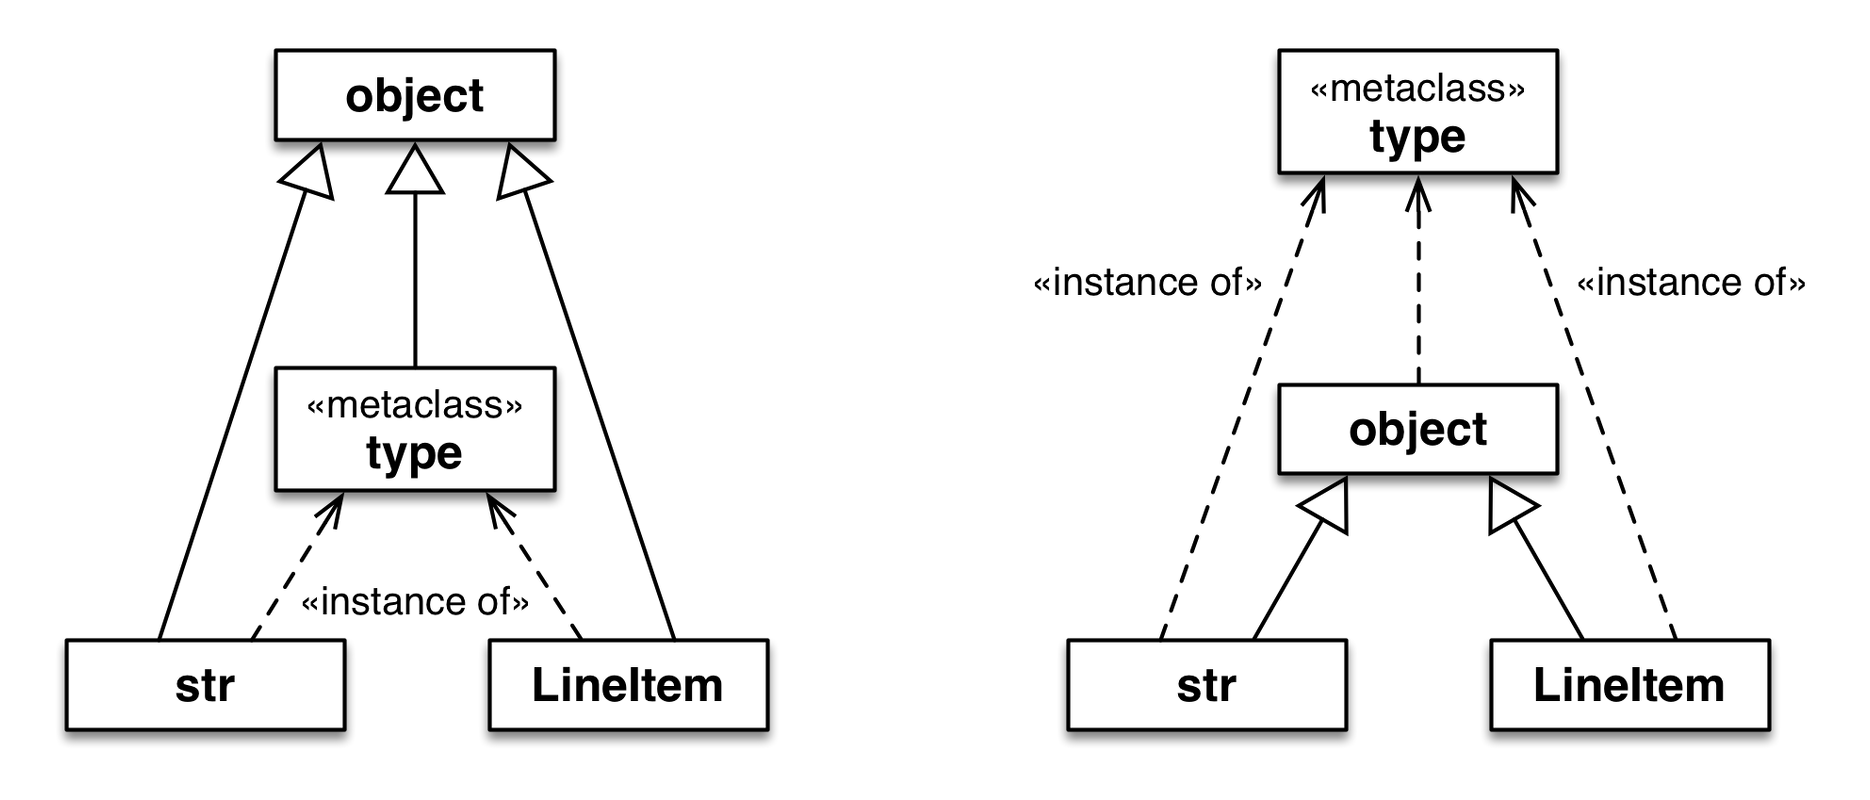 object
«metaclass»
type
«instance of»
str
LineItem
«metaclass»
type
«instance of»
«instance of»
object
str
LineItem